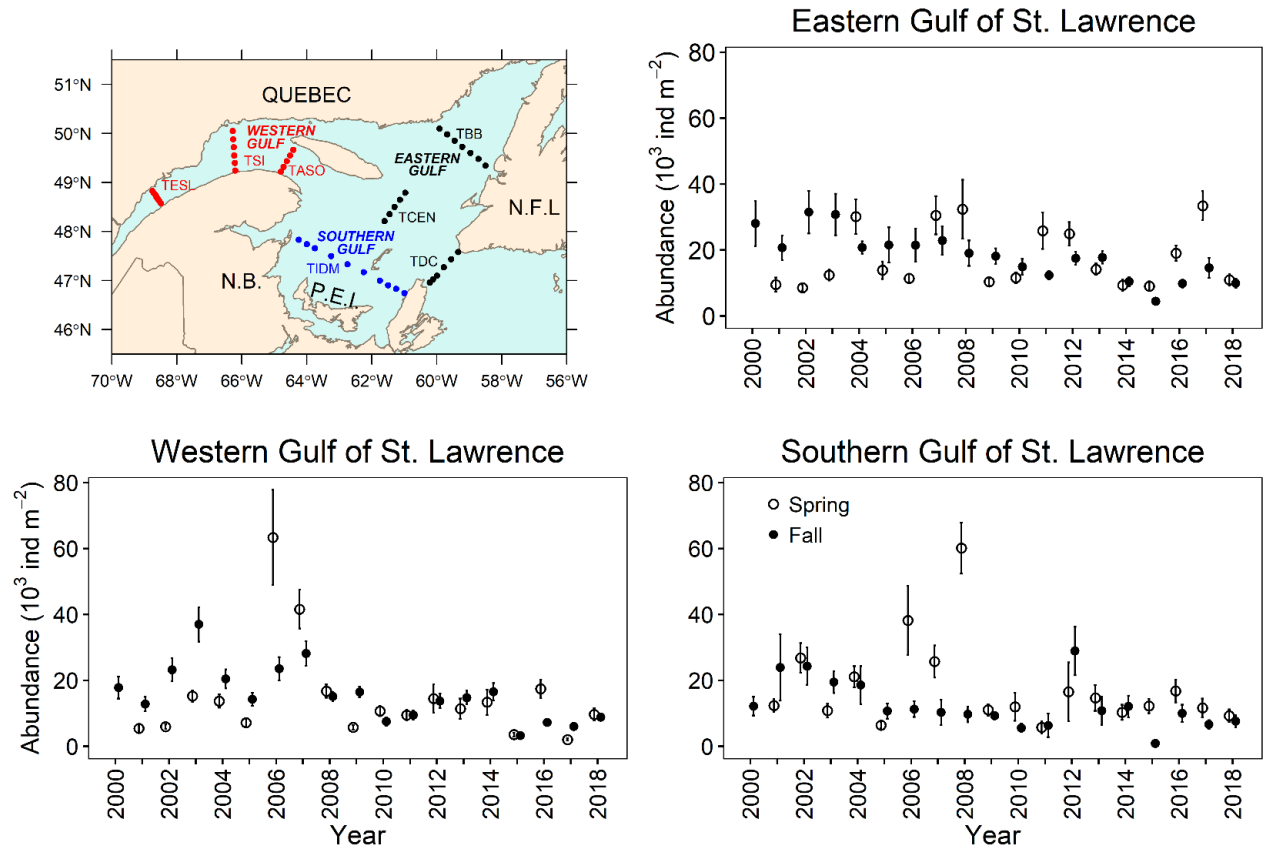 Eastern Gulf of St. Lawrence
51°N
50°N
49°N
48°N
47°N
46°N
70°W 68°W 66°W 64°W 62°W 60°W 58°W 56°W
QUEBEC
WESTERN
GULF
TSI
TASO
TESL
TBB
EASTERN
GULF
TCEN
N.F.L
SOUTHERN
GULF
TIDM
TDC
N.B.
P.E.I.
Abundance (10³ ind m⁻²)
80
60
40
20
0
2000 2002 2004 2006 2008 2010 2012 2014 2016 2018
Western Gulf of St. Lawrence
Abundance (10³ ind m⁻²)
80
60
40
20
0
2000 2002 2004 2006 2008 2010 2012 2014 2016 2018
Year
Southern Gulf of St. Lawrence
80
60
40
20
0
Spring
Fall
2000 2002 2004 2006 2008 2010 2012 2014 2016 2018
Year